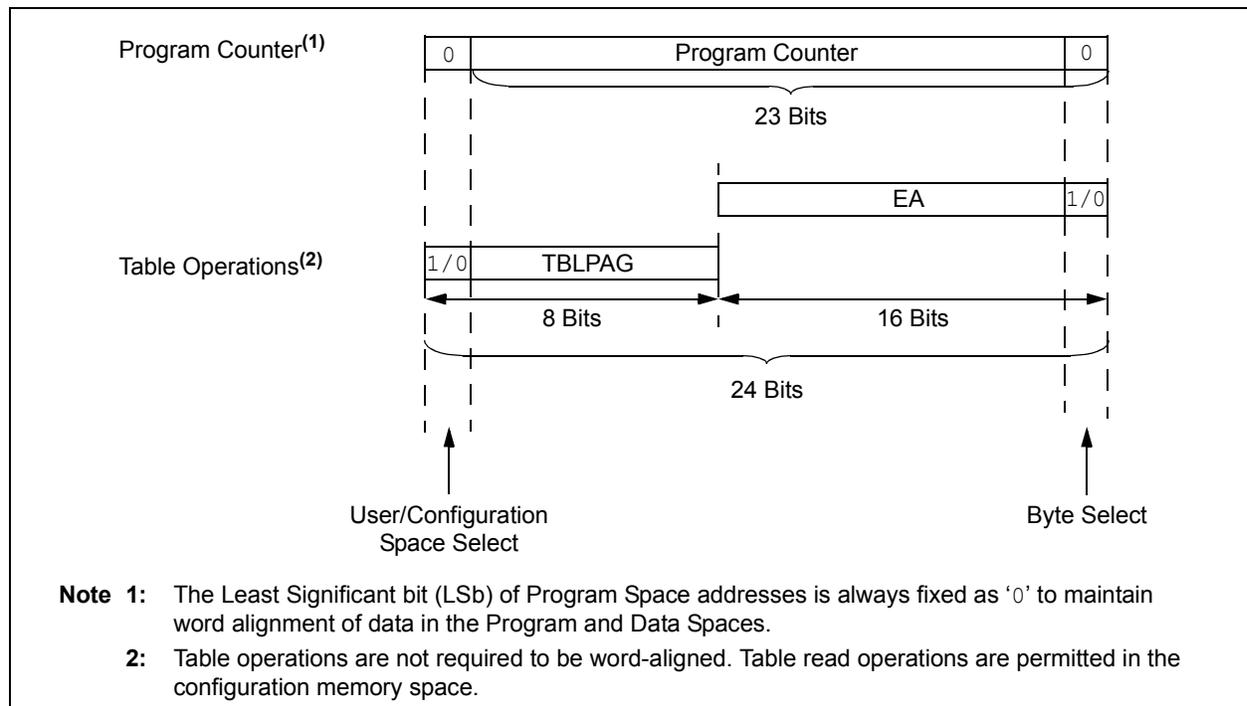 Program Counter(1)
0 Program Counter 0
23 Bits
EA 1/0
Table Operations(2)
1/0 TBLPAG
8 Bits 16 Bits
24 Bits
User/Configuration
Space Select
Byte Select
Note 1: The Least Significant bit (LSb) of Program Space addresses is always fixed as ‘0’ to maintain
word alignment of data in the Program and Data Spaces.
2: Table operations are not required to be word-aligned. Table read operations are permitted in the
configuration memory space.